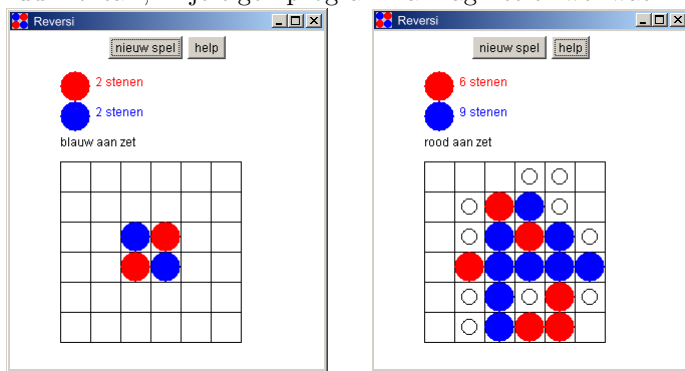 Reversi
nieuw spel help
2 stenen
2 stenen
blauw aan zet
Reversi
nieuw spel help
6 stenen
9 stenen
rood aan zet